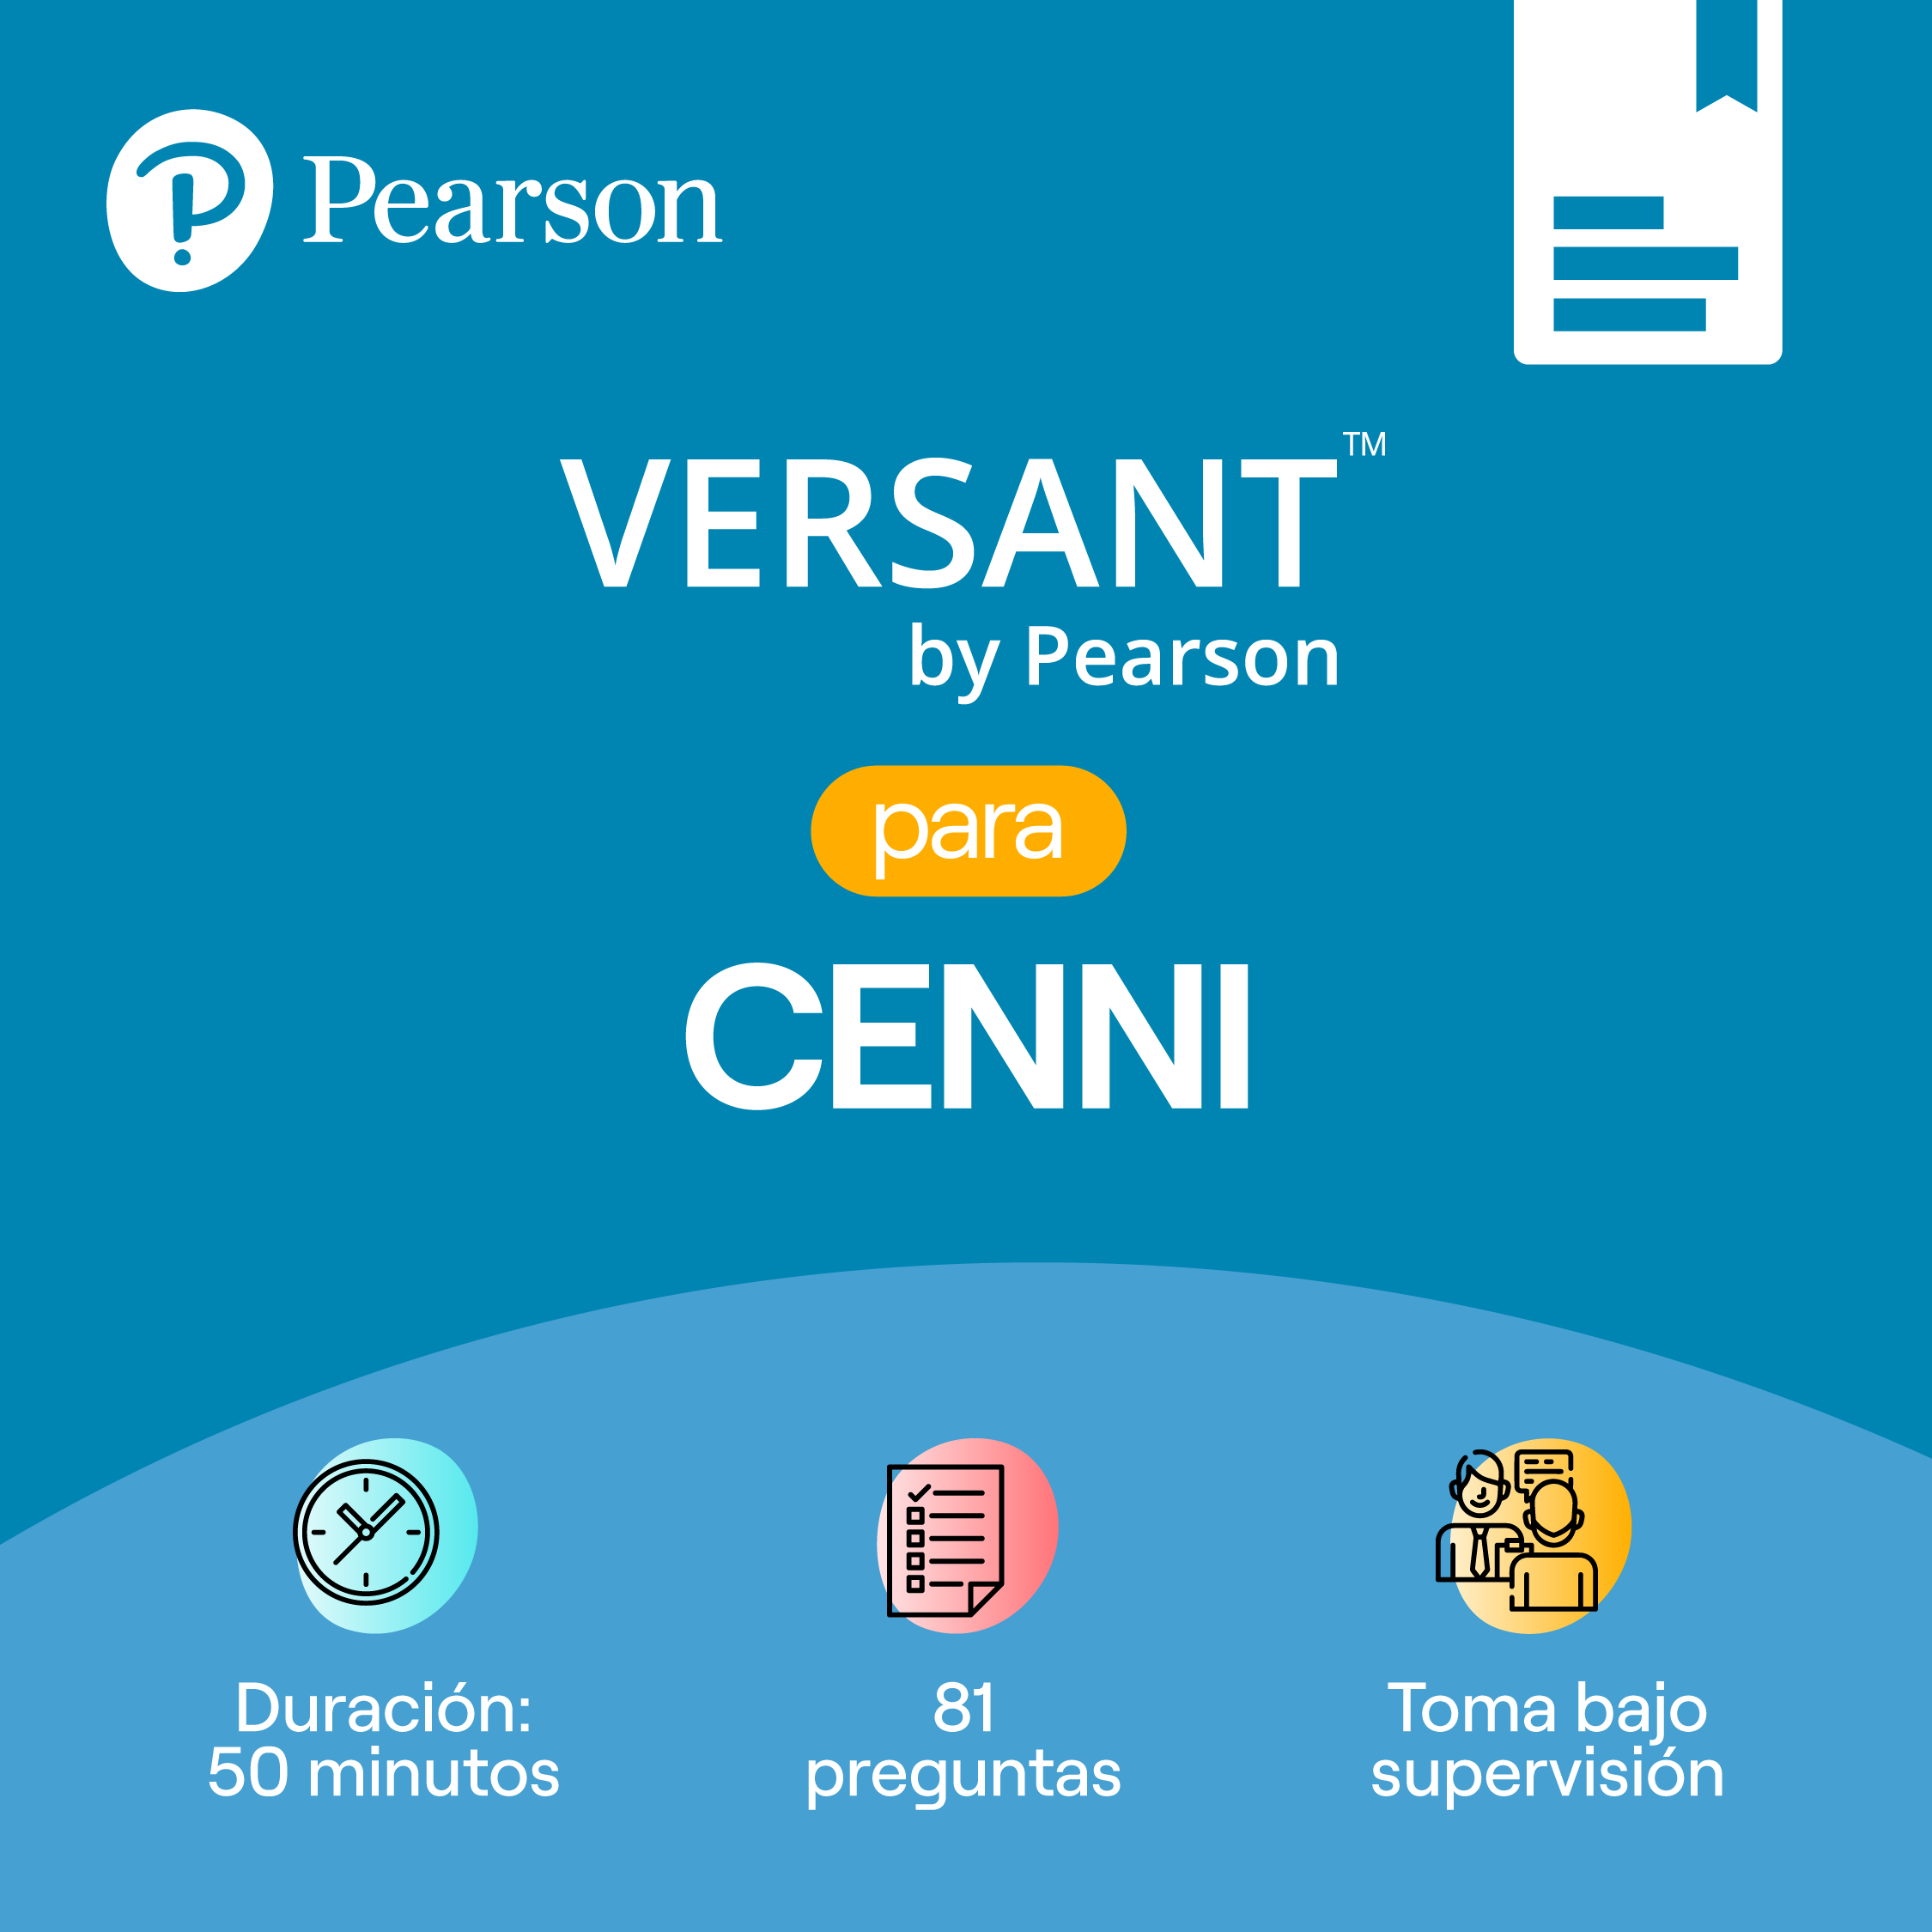 Pearson
VERSANT™
by Pearson
para
CENNI
Duración:
50 minutos
81
preguntas
Toma bajo
supervisión